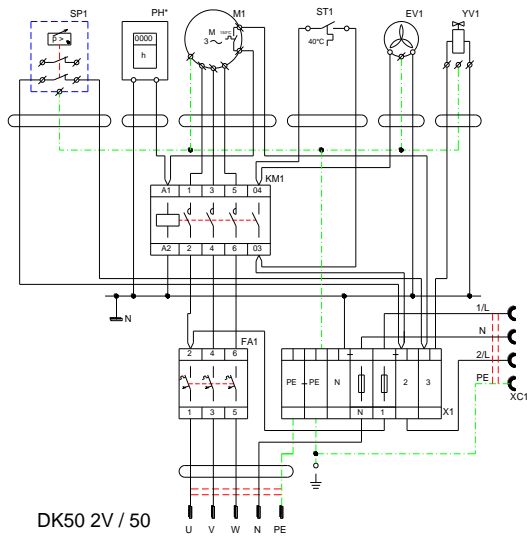 SP1 PH* M1 ST1 EV1 YV1
P>
0000
h
M
3~
150°C
40°C
A1 1 3 5 04
KM1
A2 2 4 6 03
N
1/L
N
2/L
PE
XC1
FA1
2 4 6
1 3 5
PE PE N 2 3
N 1
X1
U V W N PE
DK50 2V / 50